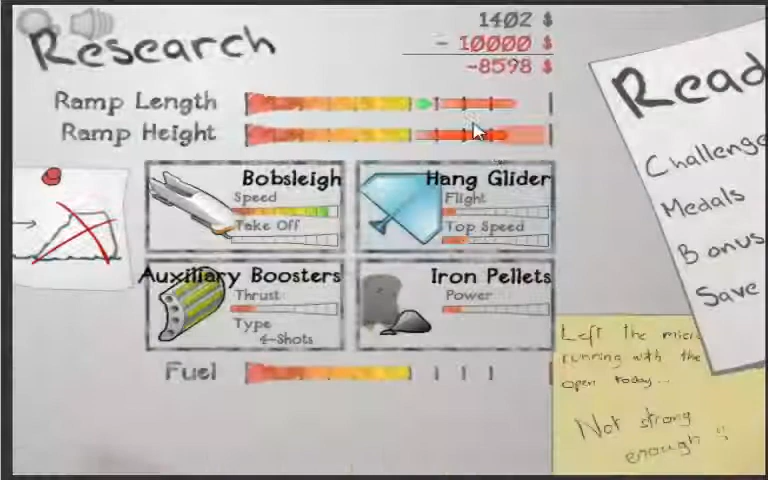 Research
1402 $
- 10000 $
-8598 $
Ramp Length
Ramp Height
Bobsleigh
Speed
Take Off
Hang Glider
Flight
Top Speed
Auxiliary Boosters
Thrust
Type
4-Shots
Iron Pellets
Power
Fuel
Read
Challenge
Medals
Bonus
Save
Left the
running with the
open today...
Not strong
enough !!